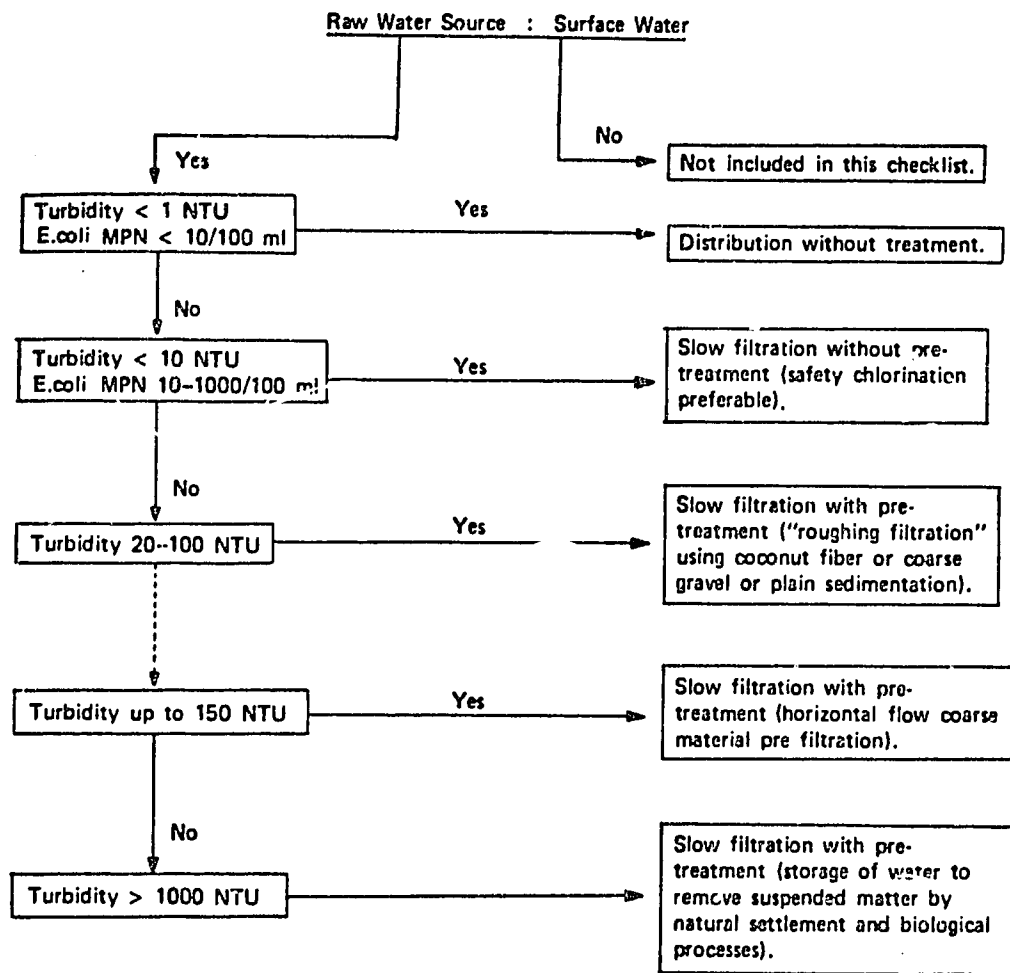 Raw Water Source : Surface Water
No
Yes
Not included in this checklist.
Turbidity < 1 NTU
E.coli MPN < 10/100 ml
Yes
Distribution without treatment.
No
Turbidity < 10 NTU
E.coli MPN 10-1000/100 ml
Yes
Slow filtration without pre-
treatment (safety chlorination
preferable).
No
Turbidity 20--100 NTU
Yes
Slow filtration with pre-
treatment ("roughing filtration"
using coconut fiber or coarse
gravel or plain sedimentation).
Turbidity up to 150 NTU
Yes
Slow filtration with pre-
treatment (horizontal flow coarse
material pre filtration).
No
Turbidity > 1000 NTU
Slow filtration with pre-
treatment (storage of water to
remove suspended matter by
natural settlement and biological
processes).